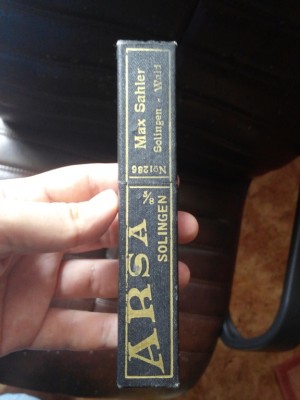 ARSA
SOLINGEN
5/8
No 1286
Max Sahler
Solingen - Wald